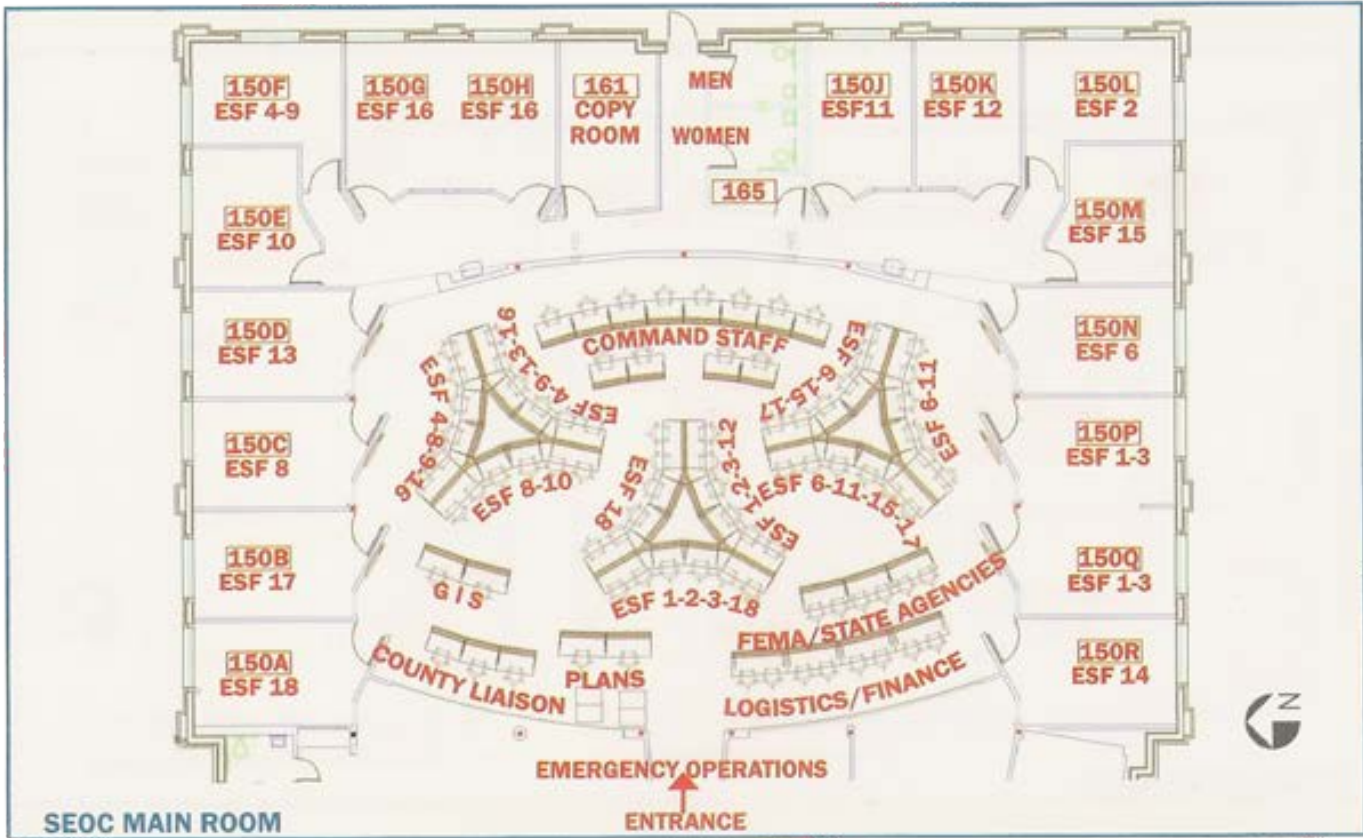 150F
ESF 4-9
150G
ESF 16
150H
ESF 16
161
COPY
ROOM
MEN
WOMEN
165
150J
ESF11
150K
ESF 12
150L
ESF 2
150E
ESF 10
150M
ESF 15
150D
ESF 13
150N
ESF 6
150C
ESF 8
150P
ESF 1-3
150B
ESF 17
150Q
ESF 1-3
150A
ESF 18
150R
ESF 14
COMMAND STAFF
ESF 4-9-13-16
ESF 4-8-9-16
ESF 8-10
ESF 6-15-17
ESF 6-11
ESF 6-11-15-17
ESF 18
ESF 1-2-3-12
ESF 1-2-3-18
GIS
COUNTY LIAISON
PLANS
FEMA/STATE AGENCIES
LOGISTICS/FINANCE
N
EMERGENCY OPERATIONS
ENTRANCE
SEOC MAIN ROOM